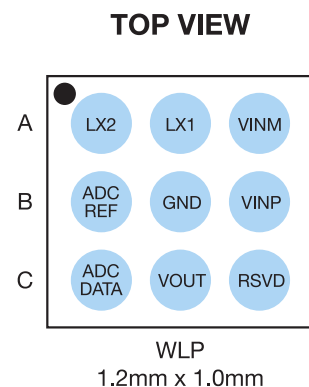 TOP VIEW
A LX2 LX1 VINM
B ADC REF GND VINP
C ADC DATA VOUT RSVD
WLP
1.2mm x 1.0mm